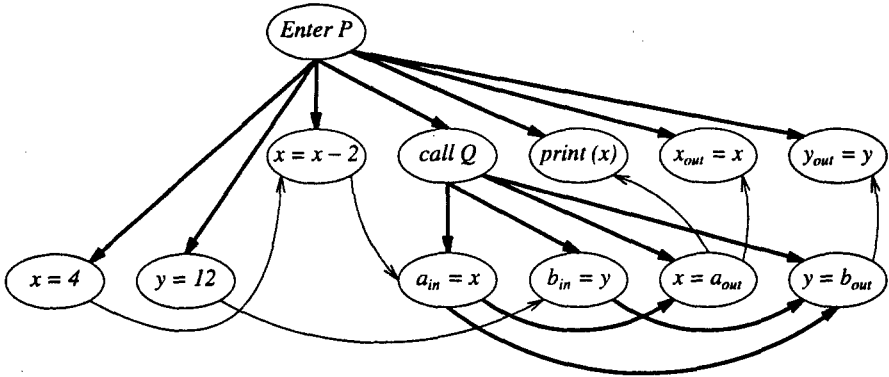 Enter P
x = x − 2
call Q
print (x)
x_out = x
y_out = y
x = 4
y = 12
a_in = x
b_in = y
x = a_out
y = b_out